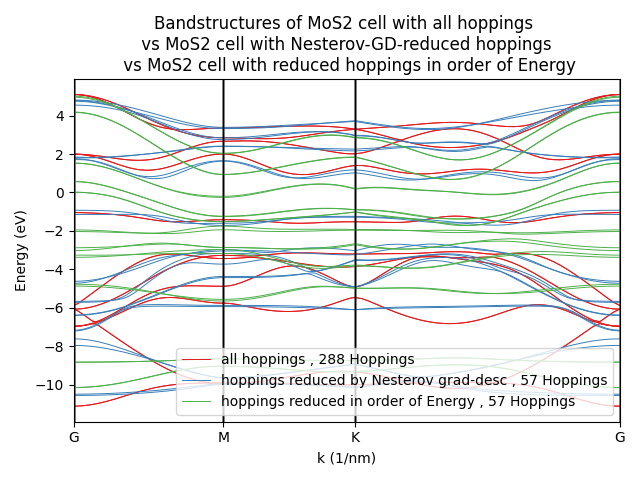 Bandstructures of MoS2 cell with all hoppings
vs MoS2 cell with Nesterov-GD-reduced hoppings
vs MoS2 cell with reduced hoppings in order of Energy
4
2
0
−2
−4
−6
−8
−10
Energy (eV)
all hoppings , 288 Hoppings
hoppings reduced by Nesterov grad-desc , 57 Hoppings
hoppings reduced in order of Energy , 57 Hoppings
G M K G
k (1/nm)